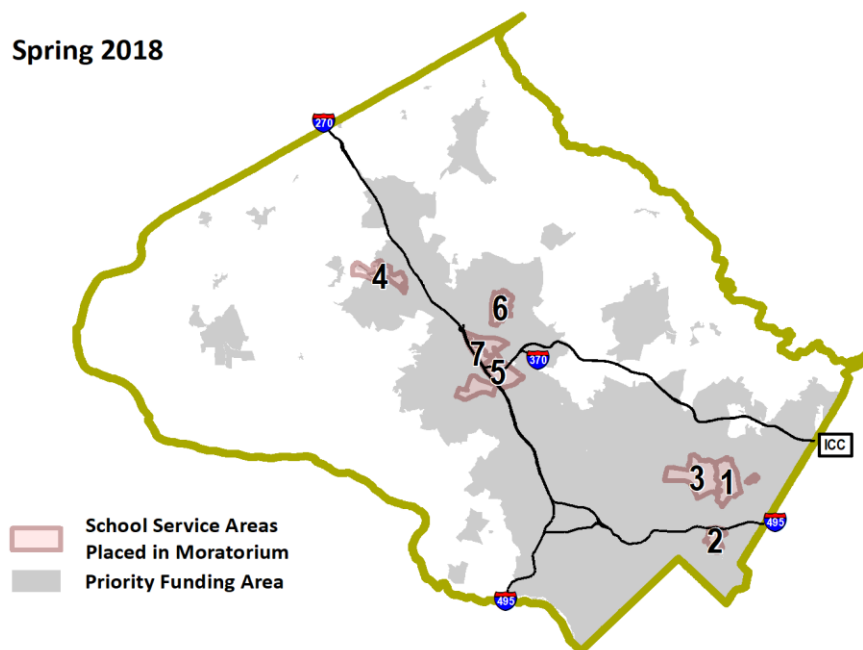 Spring 2018
270
4
6
7
370
5
ICC
3
1
495
2
School Service Areas
Placed in Moratorium
Priority Funding Area
495